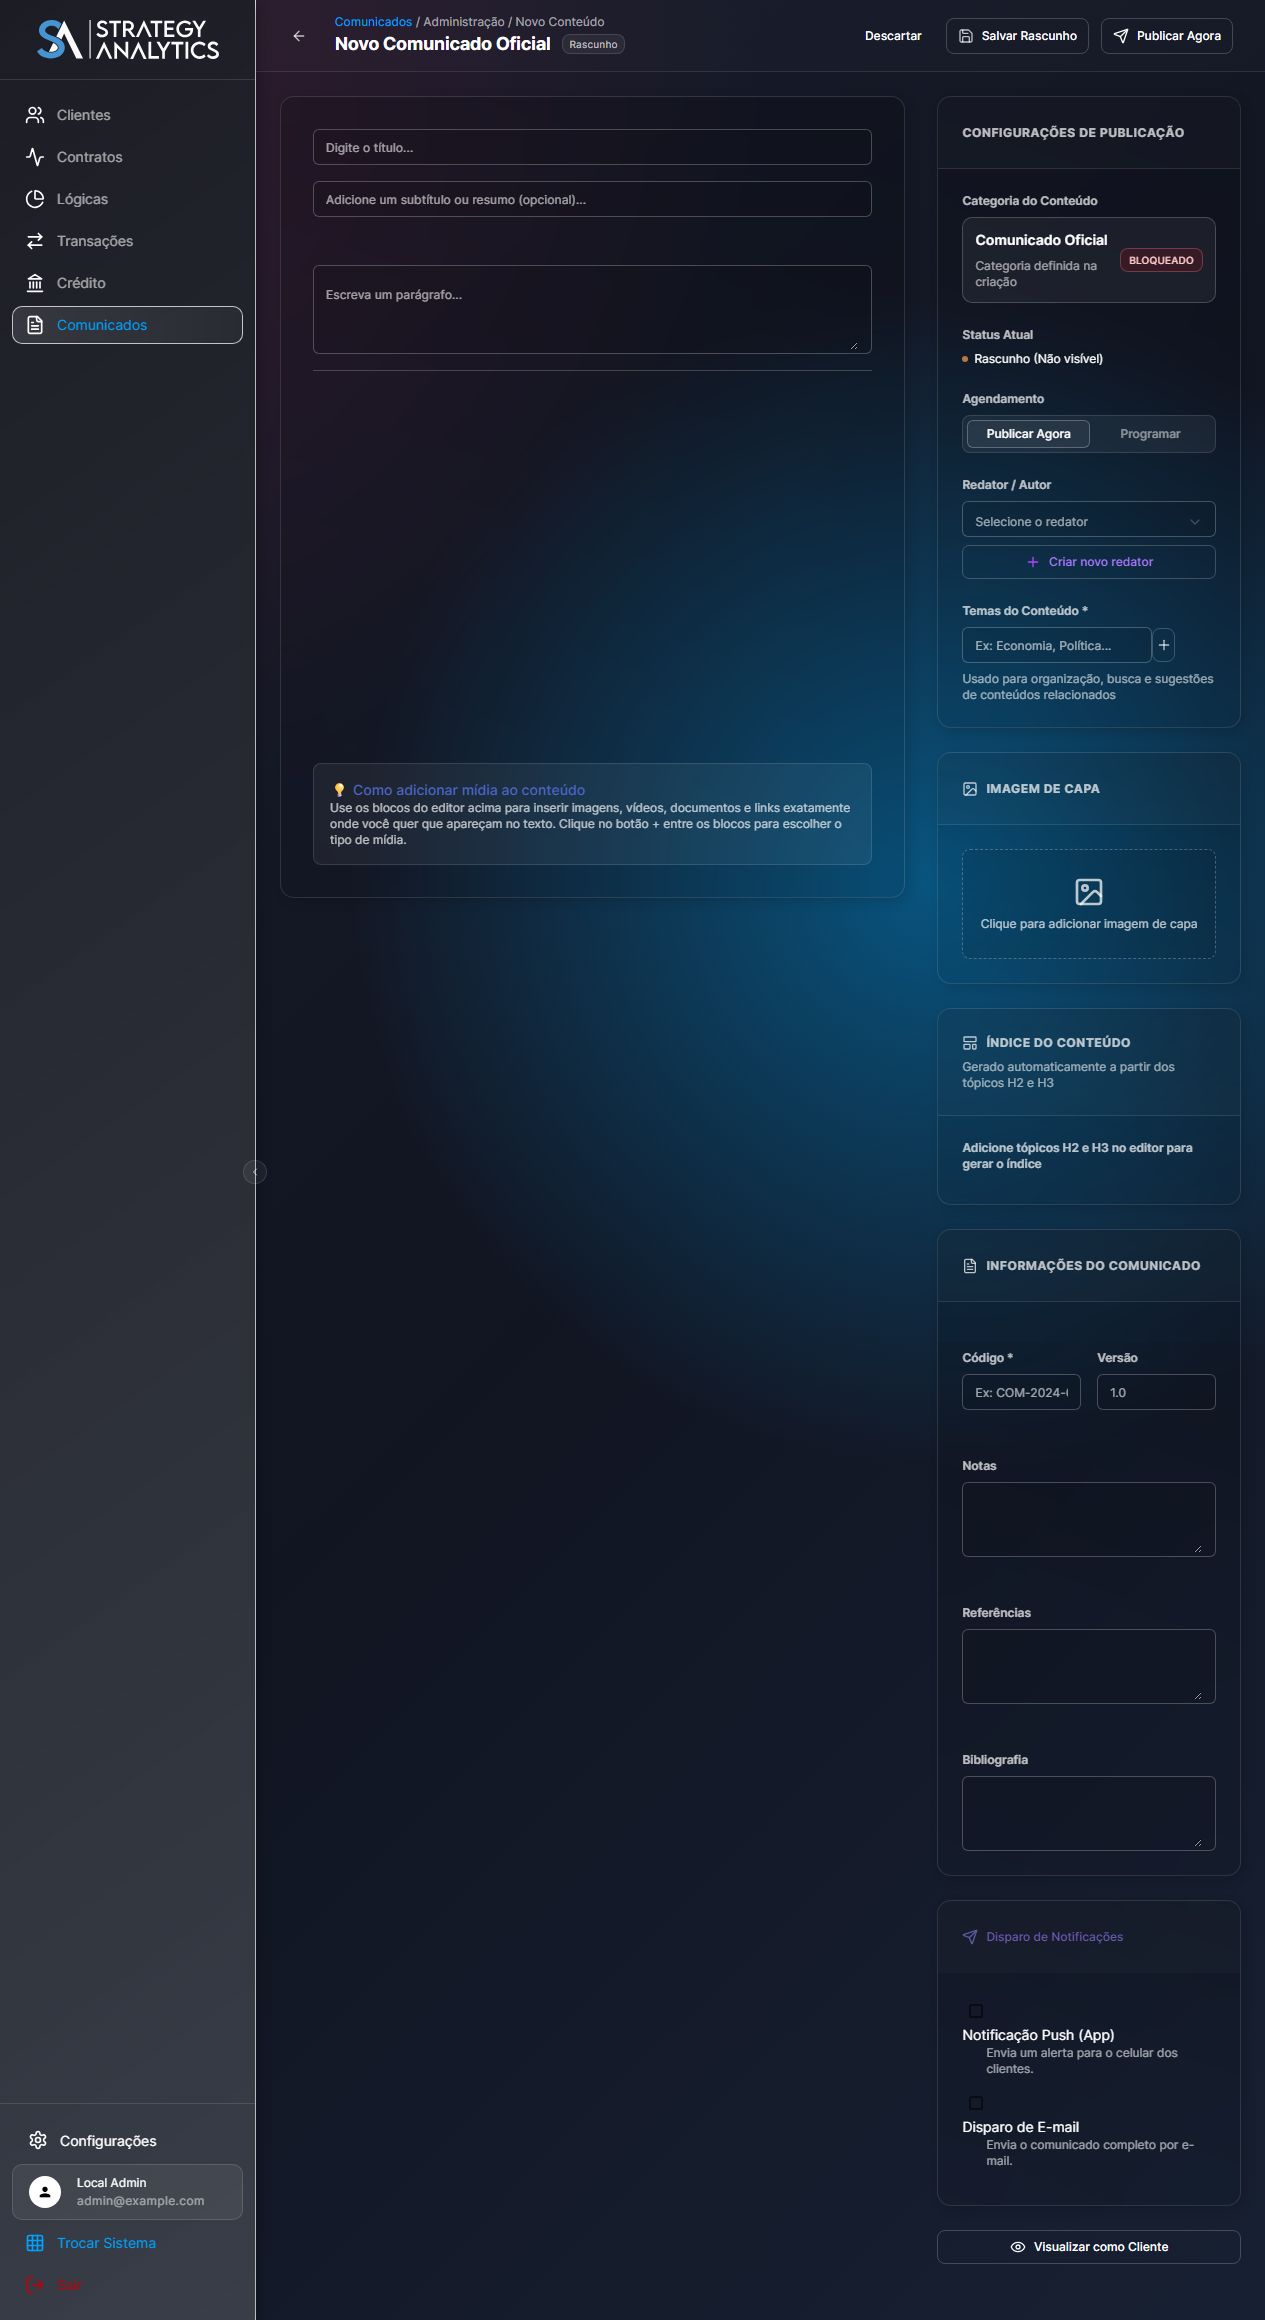 STRATEGY
ANALYTICS
Clientes
Contratos
Lógicas
Transações
Crédito
Comunicados
Configurações
Local Admin
admin@example.com
Trocar Sistema
Sair
Comunicados / Administração / Novo Conteúdo
Novo Comunicado Oficial
Rascunho
Descartar
Salvar Rascunho
Publicar Agora
Digite o título...
Adicione um subtítulo ou resumo (opcional)...
Escreva um parágrafo...
Como adicionar mídia ao conteúdo
Use os blocos do editor acima para inserir imagens, vídeos, documentos e links exatamente
onde você quer que apareçam no texto. Clique no botão + entre os blocos para escolher o
tipo de mídia.
CONFIGURAÇÕES DE PUBLICAÇÃO
Categoria do Conteúdo
Comunicado Oficial
Categoria definida na
criação
BLOQUEADO
Status Atual
Rascunho (Não visível)
Agendamento
Publicar Agora
Programar
Redator / Autor
Selecione o redator
Criar novo redator
Temas do Conteúdo *
Ex: Economia, Política...
Usado para organização, busca e sugestões
de conteúdos relacionados
IMAGEM DE CAPA
Clique para adicionar imagem de capa
ÍNDICE DO CONTEÚDO
Gerado automaticamente a partir dos
tópicos H2 e H3
Adicione tópicos H2 e H3 no editor para
gerar o índice
INFORMAÇÕES DO COMUNICADO
Código *
Versão
Ex: COM-2024-
1.0
Notas
Referências
Bibliografia
Disparo de Notificações
Notificação Push (App)
Envia um alerta para o celular dos
clientes.
Disparo de E-mail
Envia o comunicado completo por e-
mail.
Visualizar como Cliente